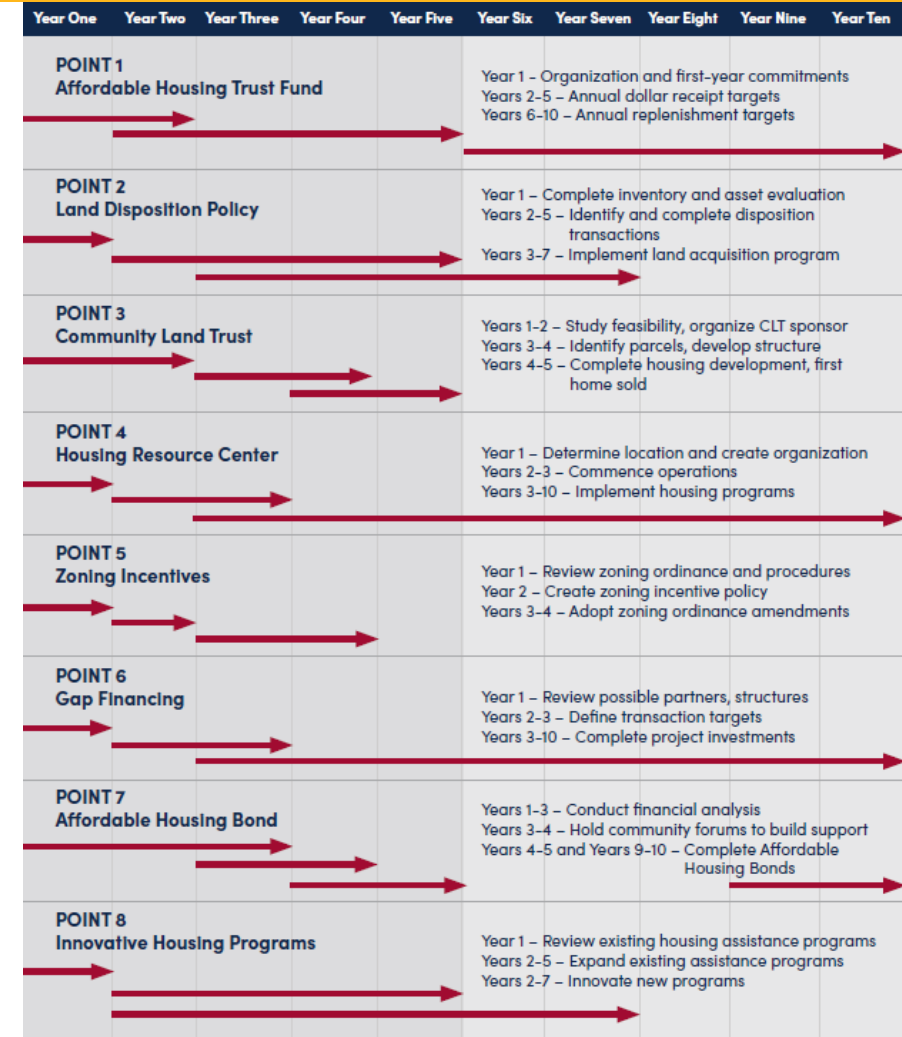 Year One Year Two Year Three Year Four Year Five Year Six Year Seven Year Eight Year Nine Year Ten
POINT 1
Affordable Housing Trust Fund
Year 1 - Organization and first-year commitments
Years 2-5 – Annual dollar receipt targets
Years 6-10 – Annual replenishment targets
POINT 2
Land Disposition Policy
Year 1 – Complete inventory and asset evaluation
Years 2-5 – Identify and complete disposition
transactions
Years 3-7 – Implement land acquisition program
POINT 3
Community Land Trust
Years 1-2 – Study feasibility, organize CLT sponsor
Years 3-4 – Identify parcels, develop structure
Years 4-5 – Complete housing development, first
home sold
POINT 4
Housing Resource Center
Year 1 – Determine location and create organization
Years 2-3 – Commence operations
Years 3-10 – Implement housing programs
POINT 5
Zoning Incentives
Year 1 – Review zoning ordinance and procedures
Year 2 – Create zoning incentive policy
Years 3-4 – Adopt zoning ordinance amendments
POINT 6
Gap Financing
Year 1 – Review possible partners, structures
Years 2-3 – Define transaction targets
Years 3-10 – Complete project investments
POINT 7
Affordable Housing Bond
Years 1-3 – Conduct financial analysis
Years 3-4 – Hold community forums to build support
Years 4-5 and Years 9-10 – Complete Affordable
Housing Bonds
POINT 8
Innovative Housing Programs
Year 1 – Review existing housing assistance programs
Years 2-5 – Expand existing assistance programs
Years 2-7 – Innovate new programs